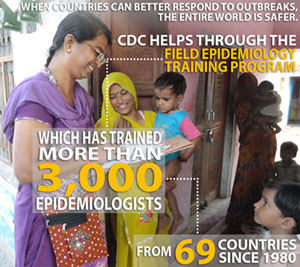 WHEN COUNTRIES CAN BETTER RESPOND TO OUTBREAKS,
THE ENTIRE WORLD IS SAFER.
CDC HELPS THROUGH THE
FIELD EPIDEMIOLOGY
TRAINING PROGRAM
WHICH HAS TRAINED
MORE THAN
3,000
EPIDEMIOLOGISTS
FROM 69 COUNTRIES
SINCE 1980